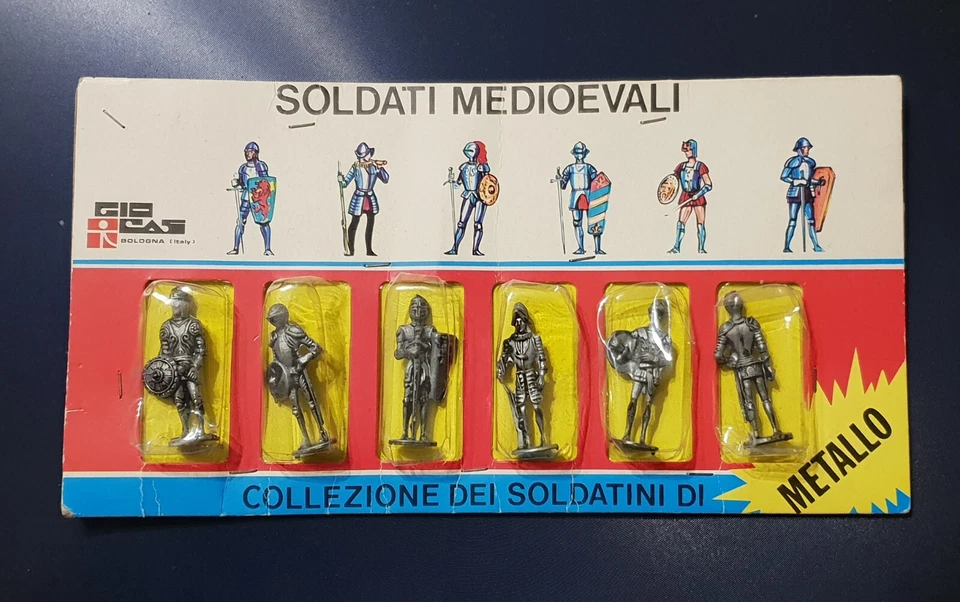 SOLDATI MEDIOEVALI
GIO
CAS
BOLOGNA (Italy)
COLLEZIONE DEI SOLDATINI DI
METALLO